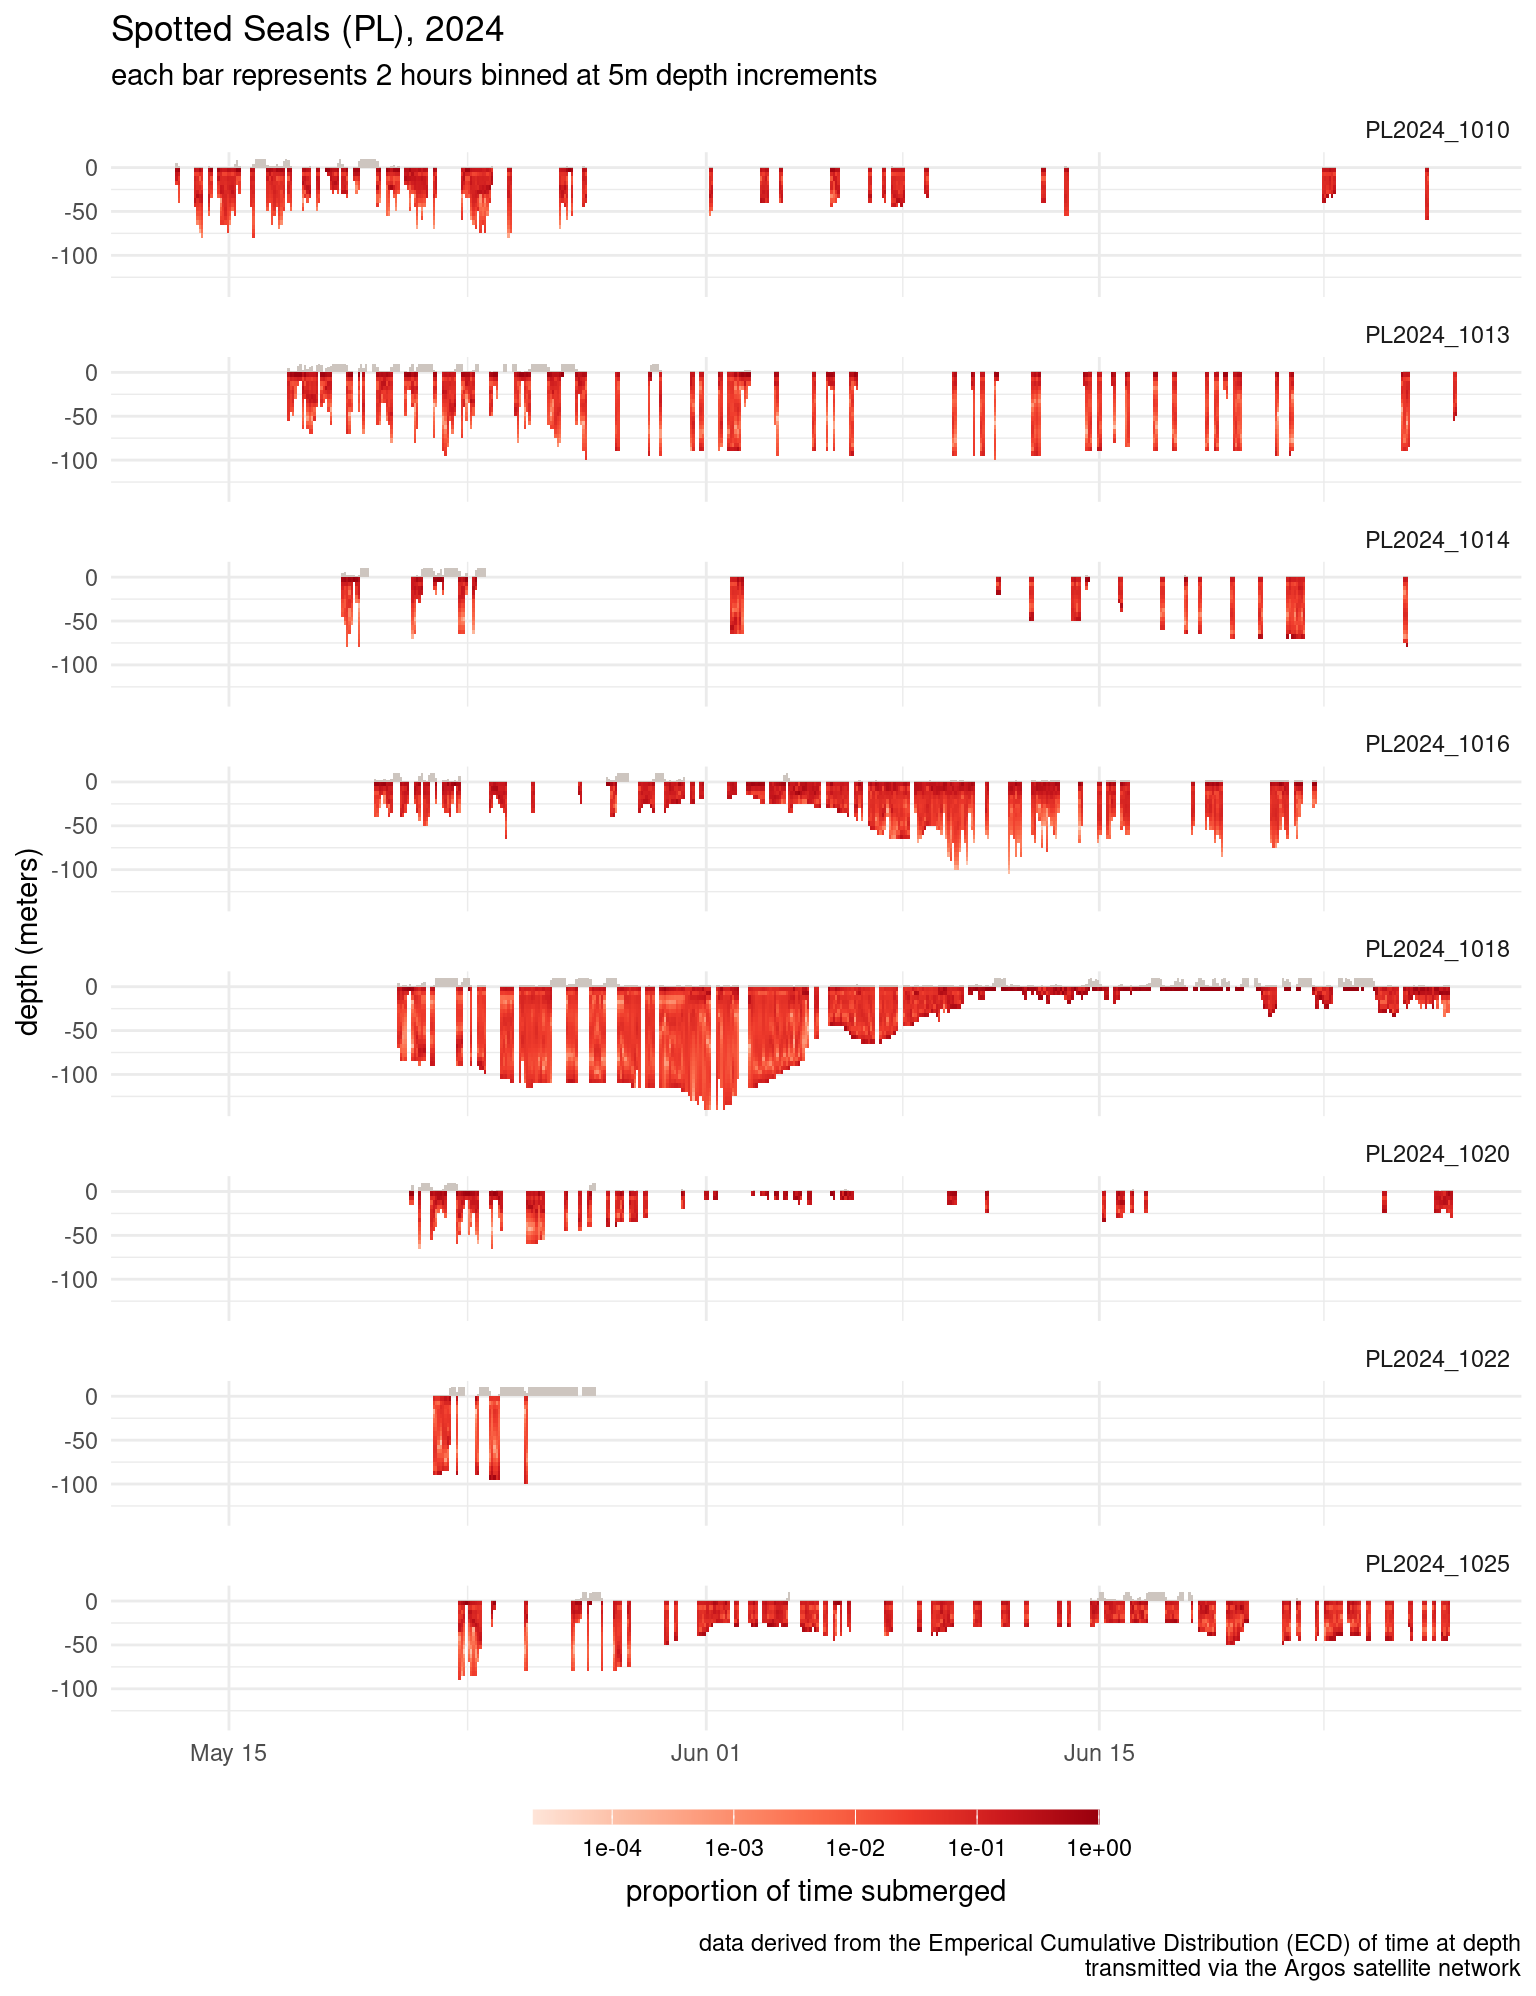 Spotted Seals (PL), 2024
each bar represents 2 hours binned at 5m depth increments
PL2024_1010
0
-50
-100
PL2024_1013
0
-50
-100
PL2024_1014
0
-50
-100
PL2024_1016
0
-50
-100
PL2024_1018
0
-50
-100
PL2024_1020
0
-50
-100
PL2024_1022
0
-50
-100
PL2024_1025
0
-50
-100
depth (meters)
May 15 Jun 01 Jun 15
1e-04 1e-03 1e-02 1e-01 1e+00
proportion of time submerged
data derived from the Emperical Cumulative Distribution (ECD) of time at depth
transmitted via the Argos satellite network